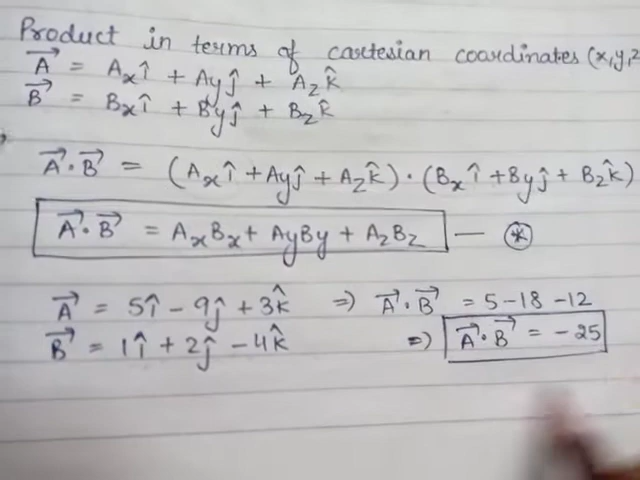 Product in terms of cartesian coordinates (x,y,z
A⃗ = Axî + Ayĵ + Azk̂
B⃗ = Bxî + Byĵ + Bzk̂
A⃗·B⃗ = (Axî + Ayĵ + Azk̂)·(Bxî + Byĵ + Bzk̂)
A⃗·B⃗ = AxBx + AyBy + AzBz — ⊛
A⃗ = 5î − 9ĵ + 3k̂ ⇒ A⃗·B⃗ = 5−18−12
B⃗ = 1î + 2ĵ − 4k̂ ⇒ A⃗·B⃗ = −25